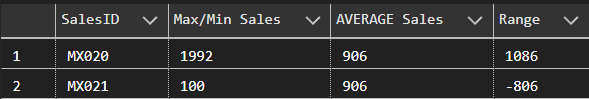 SalesID Max/Min Sales AVERAGE Sales Range
1 MX020 1992 906 1086
2 MX021 100 906 -806